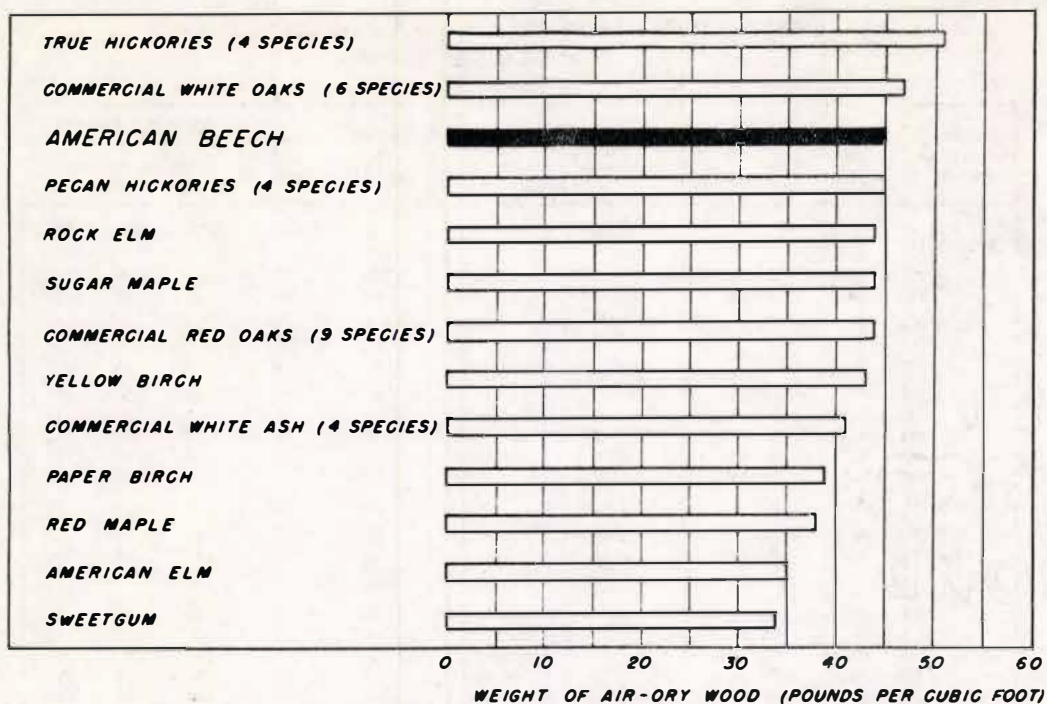 TRUE HICKORIES (4 SPECIES)
COMMERCIAL WHITE OAKS (6 SPECIES)
AMERICAN BEECH
PECAN HICKORIES (4 SPECIES)
ROCK ELM
SUGAR MAPLE
COMMERCIAL RED OAKS (9 SPECIES)
YELLOW BIRCH
COMMERCIAL WHITE ASH (4 SPECIES)
PAPER BIRCH
RED MAPLE
AMERICAN ELM
SWEETGUM
0 10 20 30 40 50 60
WEIGHT OF AIR-DRY WOOD (POUNDS PER CUBIC FOOT)